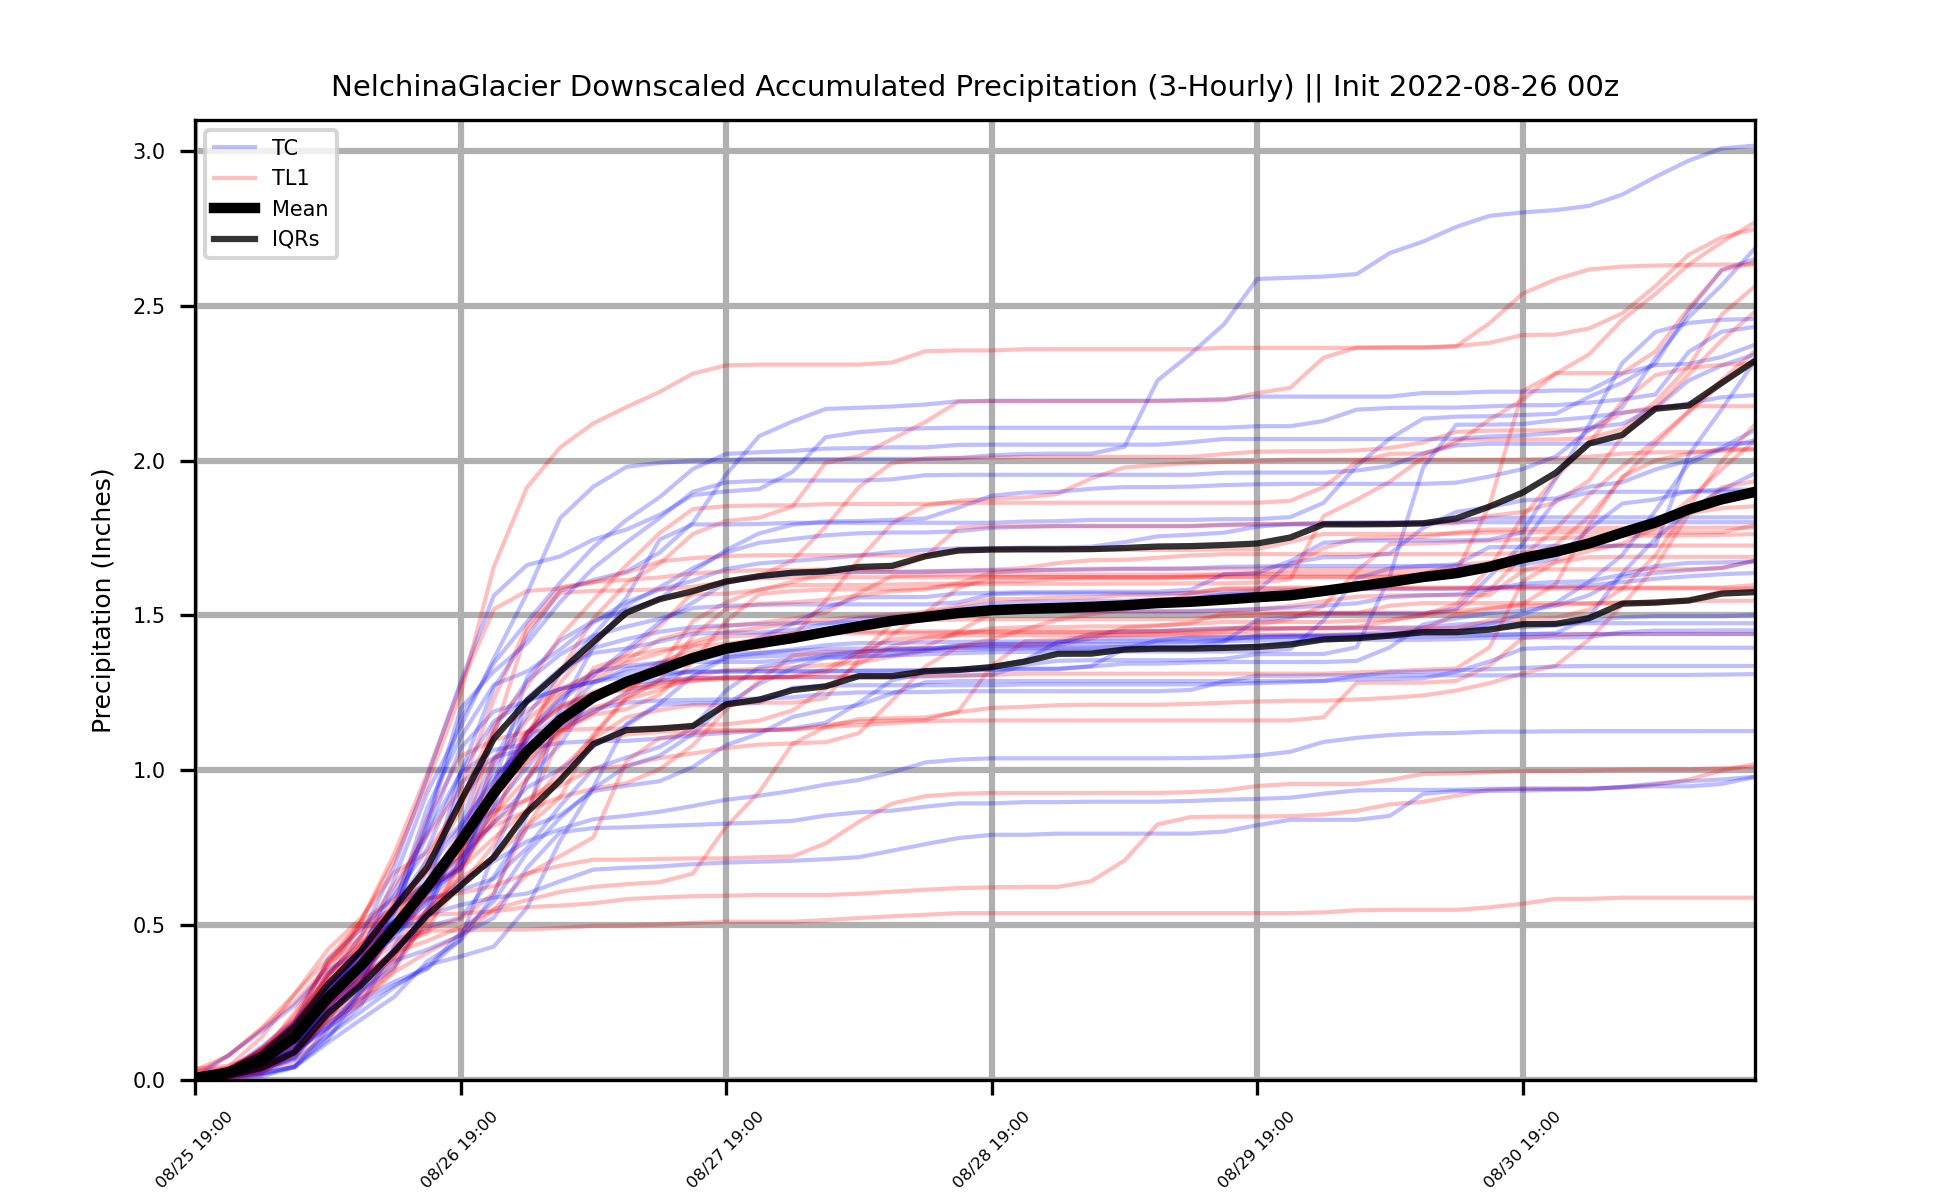 NelchinaGlacier Downscaled Accumulated Precipitation (3-Hourly) || Init 2022-08-26 00z
TC
TL1
Mean
IQRs
Precipitation (Inches)
3.0
2.5
2.0
1.5
1.0
0.5
0.0
08/25 19:00
08/26 19:00
08/27 19:00
08/28 19:00
08/29 19:00
08/30 19:00